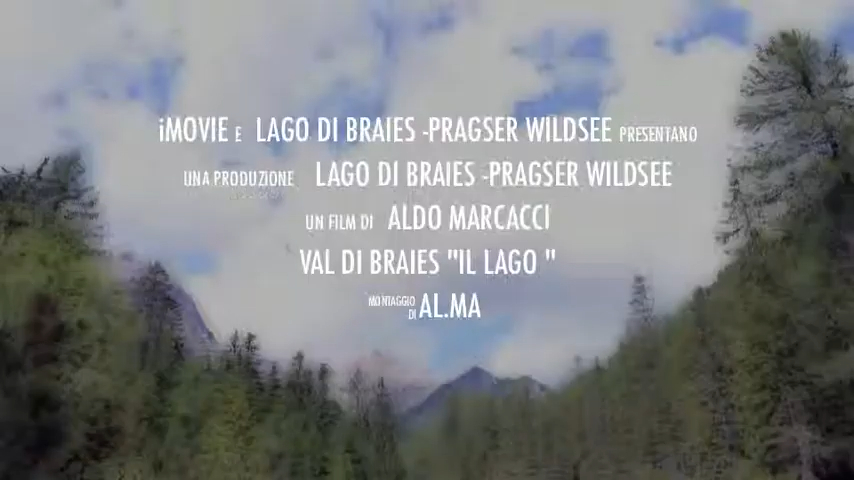 iMOVIE E LAGO DI BRAIES -PRAGSER WILDSEE PRESENTANO
UNA PRODUZIONE LAGO DI BRAIES -PRAGSER WILDSEE
UN FILM DI ALDO MARCACCI
VAL DI BRAIES "IL LAGO "
MONTAGGIO DI AL.MA